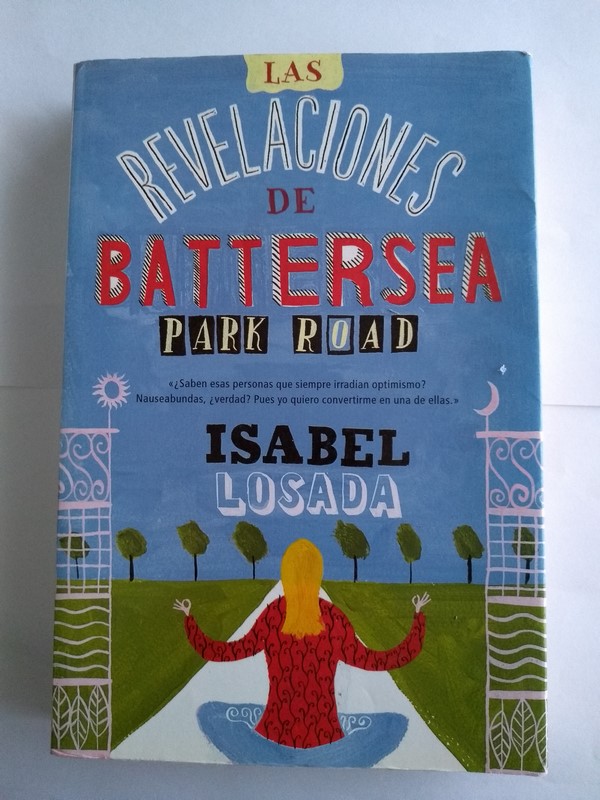 LAS
REVELACIONES
DE
BATTERSEA
PARK ROAD
«¿Saben esas personas que siempre irradian optimismo?
Nauseabundas, ¿verdad? Pues yo quiero convertirme en una de ellas.»
ISABEL
LOSADA